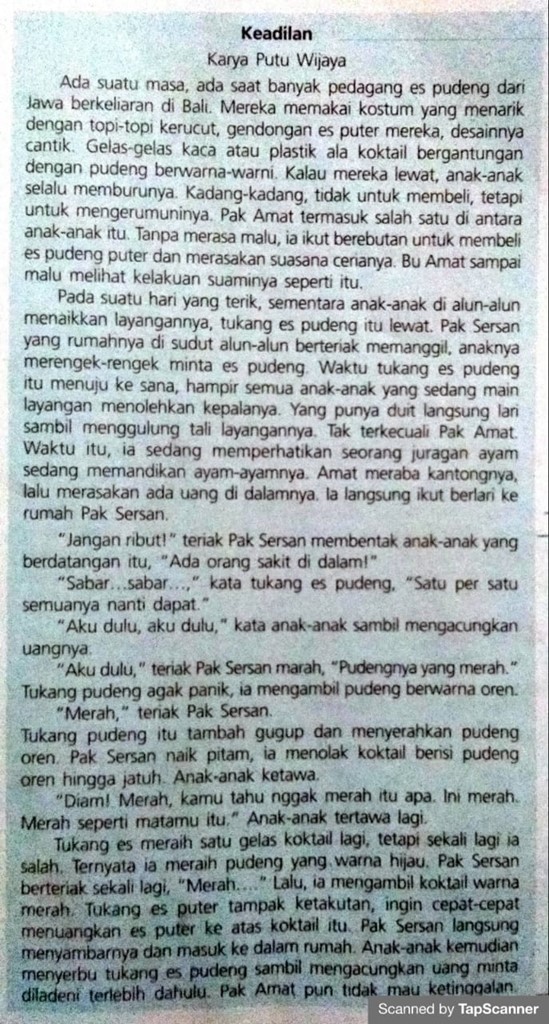 Keadilan
Karya Putu Wijaya
Ada suatu masa, ada saat banyak pedagang es pudeng dari
Jawa berkeliaran di Bali. Mereka memakai kostum yang menarik
dengan topi-topi kerucut, gendongan es puter mereka, desainnya
cantik. Gelas-gelas kaca atau plastik ala koktail bergantungan
dengan pudeng berwarna-warni. Kalau mereka lewat, anak-anak
selalu memburunya. Kadang-kadang, tidak untuk membeli, tetapi
untuk mengerumuninya. Pak Amat termasuk salah satu di antara
anak-anak itu. Tanpa merasa malu, ia ikut berebutan untuk membeli
es pudeng puter dan merasakan suasana cerianya. Bu Amat sampai
malu melihat kelakuan suaminya seperti itu.
Pada suatu hari yang terik, sementara anak-anak di alun-alun
menaikkan layangannya, tukang es pudeng itu lewat. Pak Sersan
yang rumahnya di sudut alun-alun berteriak memanggil, anaknya
merengek-rengek minta es pudeng. Waktu tukang es pudeng
itu menuju ke sana, hampir semua anak-anak yang sedang main
layangan menolehkan kepalanya. Yang punya duit langsung lari
sambil menggulung tali layangannya. Tak terkecuali Pak Amat.
Waktu itu, ia sedang memperhatikan seorang juragan ayam
sedang memandikan ayam-ayamnya. Amat meraba kantongnya,
lalu merasakan ada uang di dalamnya. Ia langsung ikut berlari ke
rumah Pak Sersan.
"Jangan ribut!" teriak Pak Sersan membentak anak-anak yang
berdatangan itu, "Ada orang sakit di dalam!"
"Sabar...sabar...," kata tukang es pudeng, "Satu per satu
semuanya nanti dapat."
"Aku dulu, aku dulu," kata anak-anak sambil mengacungkan
uangnya.
"Aku dulu," teriak Pak Sersan marah, "Pudengnya yang merah."
Tukang pudeng agak panik, ia mengambil pudeng berwarna oren.
"Merah," teriak Pak Sersan.
Tukang pudeng itu tambah gugup dan menyerahkan pudeng
oren. Pak Sersan naik pitam, ia menolak koktail berisi pudeng
oren hingga jatuh. Anak-anak ketawa.
"Diam! Merah, kamu tahu nggak merah itu apa. Ini merah.
Merah seperti matamu itu." Anak-anak tertawa lagi.
Tukang es meraih satu gelas koktail lagi, tetapi sekali lagi ia
salah. Ternyata ia meraih pudeng yang warna hijau. Pak Sersan
berteriak sekali lagi, "Merah...." Lalu, ia mengambil koktail warna
merah. Tukang es puter tampak ketakutan, ingin cepat-cepat
menuangkan es puter ke atas koktail itu. Pak Sersan langsung
menyambarnya dan masuk ke dalam rumah. Anak-anak kemudian
menyerbu tukang es pudeng sambil mengacungkan uang minta
diladeni terlebih dahulu. Pak Amat pun tidak mau ketinggalan.
Scanned by TapScanner